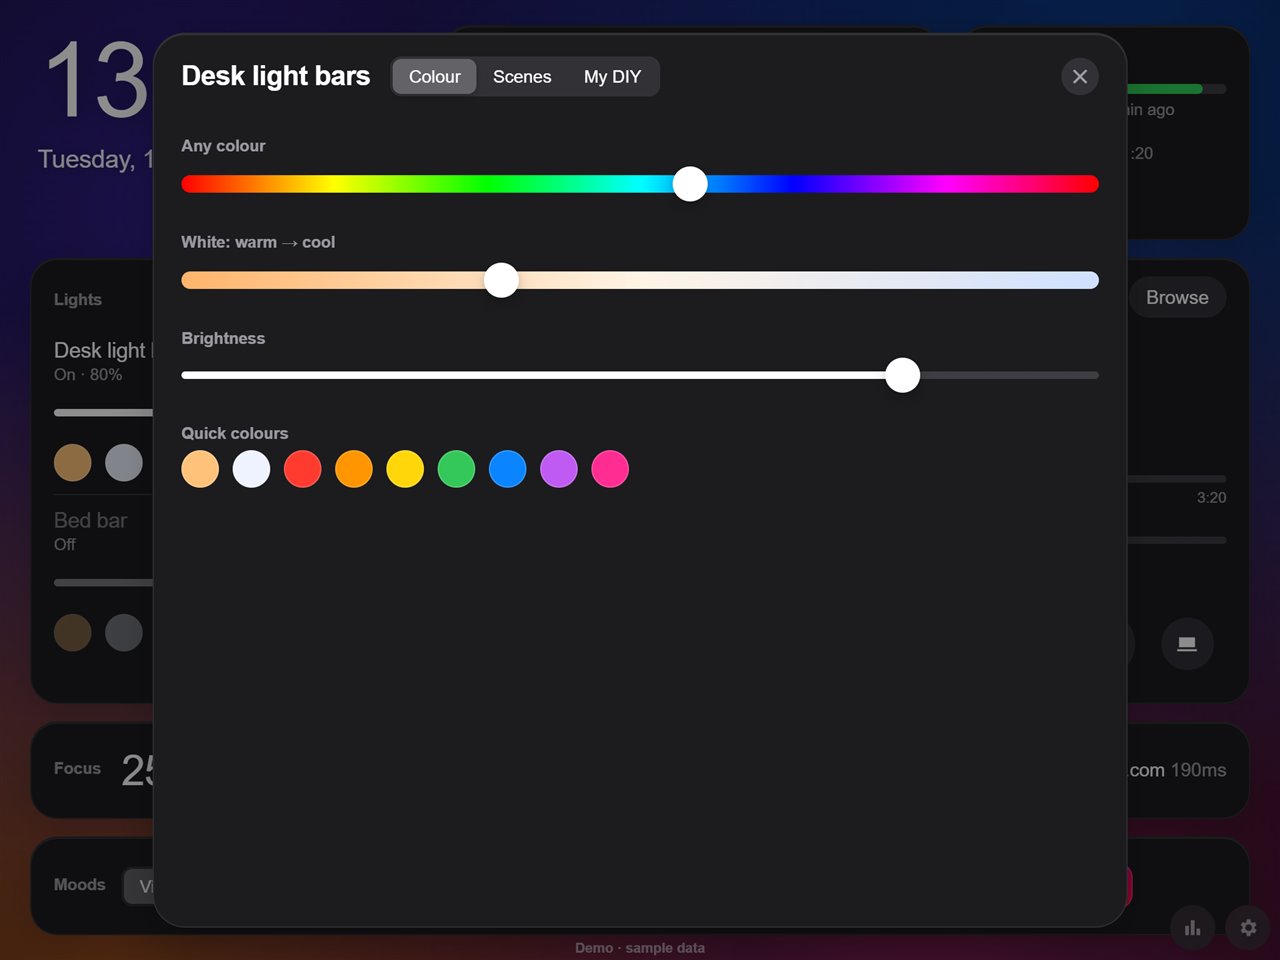 13
Tuesday, 1
Desk light bars
Colour
Scenes
My DIY
in ago
:20
Any colour
White: warm → cool
Brightness
Quick colours
Lights
Browse
Desk light
On · 80%
Bed bar
Off
3:20
Focus
25
.com 190ms
Moods
Vi
Demo · sample data